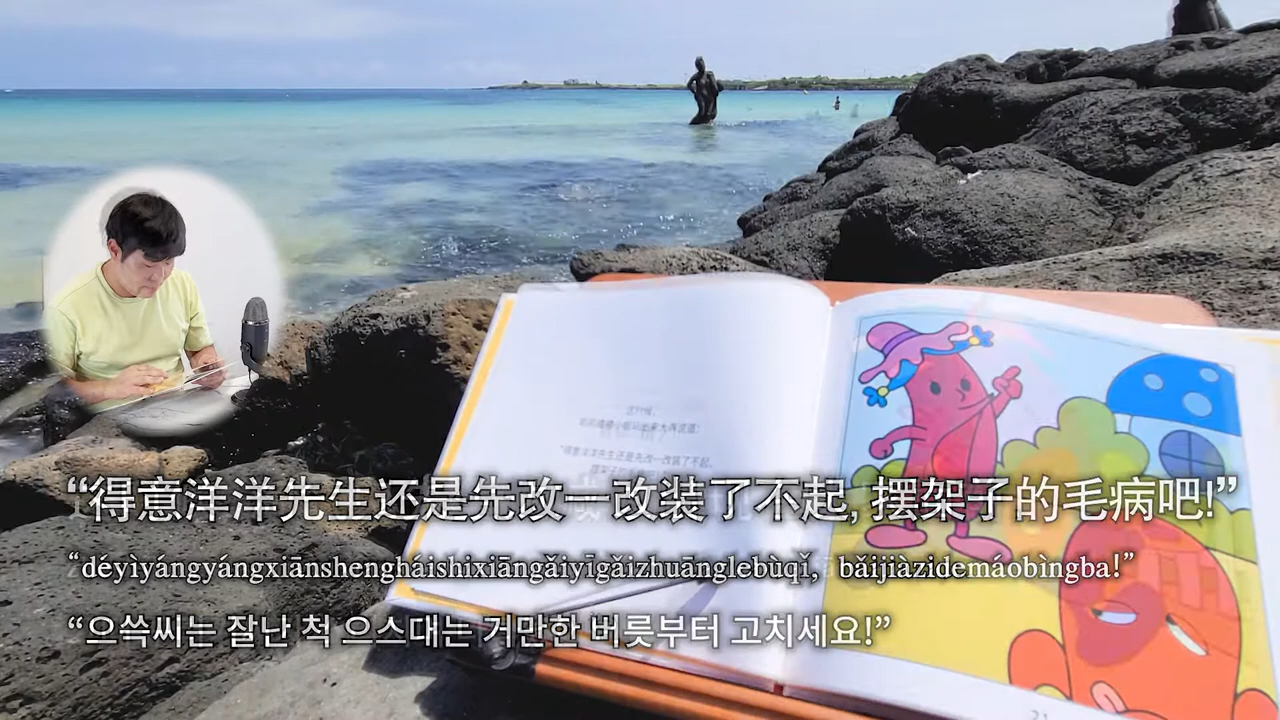 “得意洋洋先生还是先改一改装了不起, 摆架子的毛病吧!”
“déyìyángyángxiānshengháishixiāngǎiyīgǎizhuānglebùqǐ, bǎijiàzidemáobìngba!”
“으쓱씨는 잘난 척 으스대는 거만한 버릇부터 고치세요!”